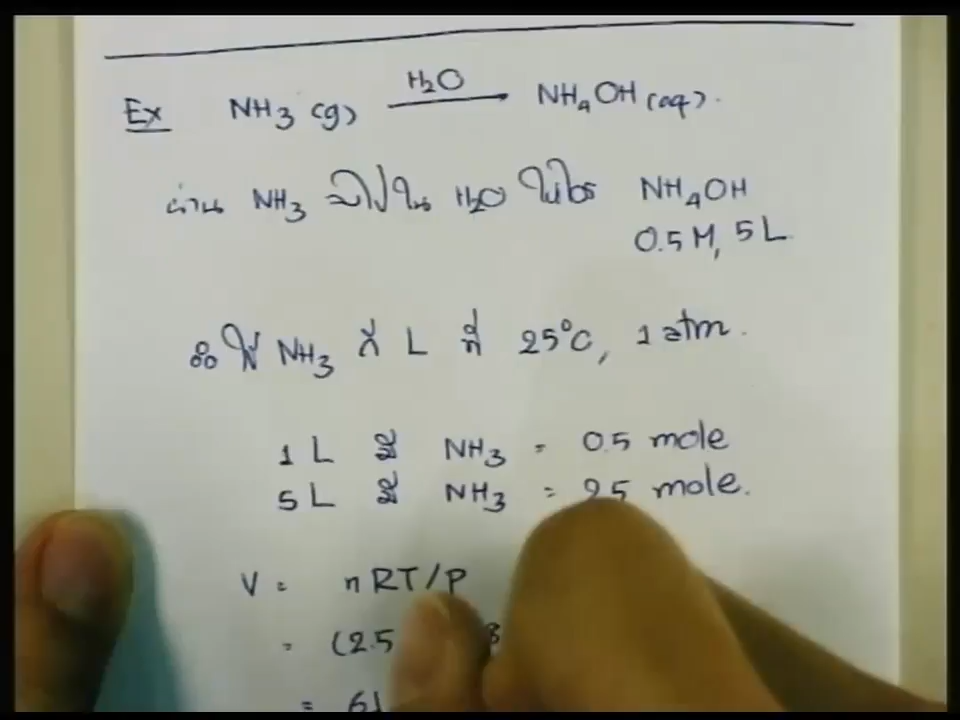 Ex NH3 (g) H2O → NH4OH (aq).
ผ่าน NH3 ลงไปใน H2O ได้ NH4OH
0.5 M, 5 L
ใช้ NH3 กี่ L ที่ 25°C, 1 atm.
1 L มี NH3 = 0.5 mole
5 L มี NH3 = 2.5 mole.
V = nRT/P
= (2.5
= 61